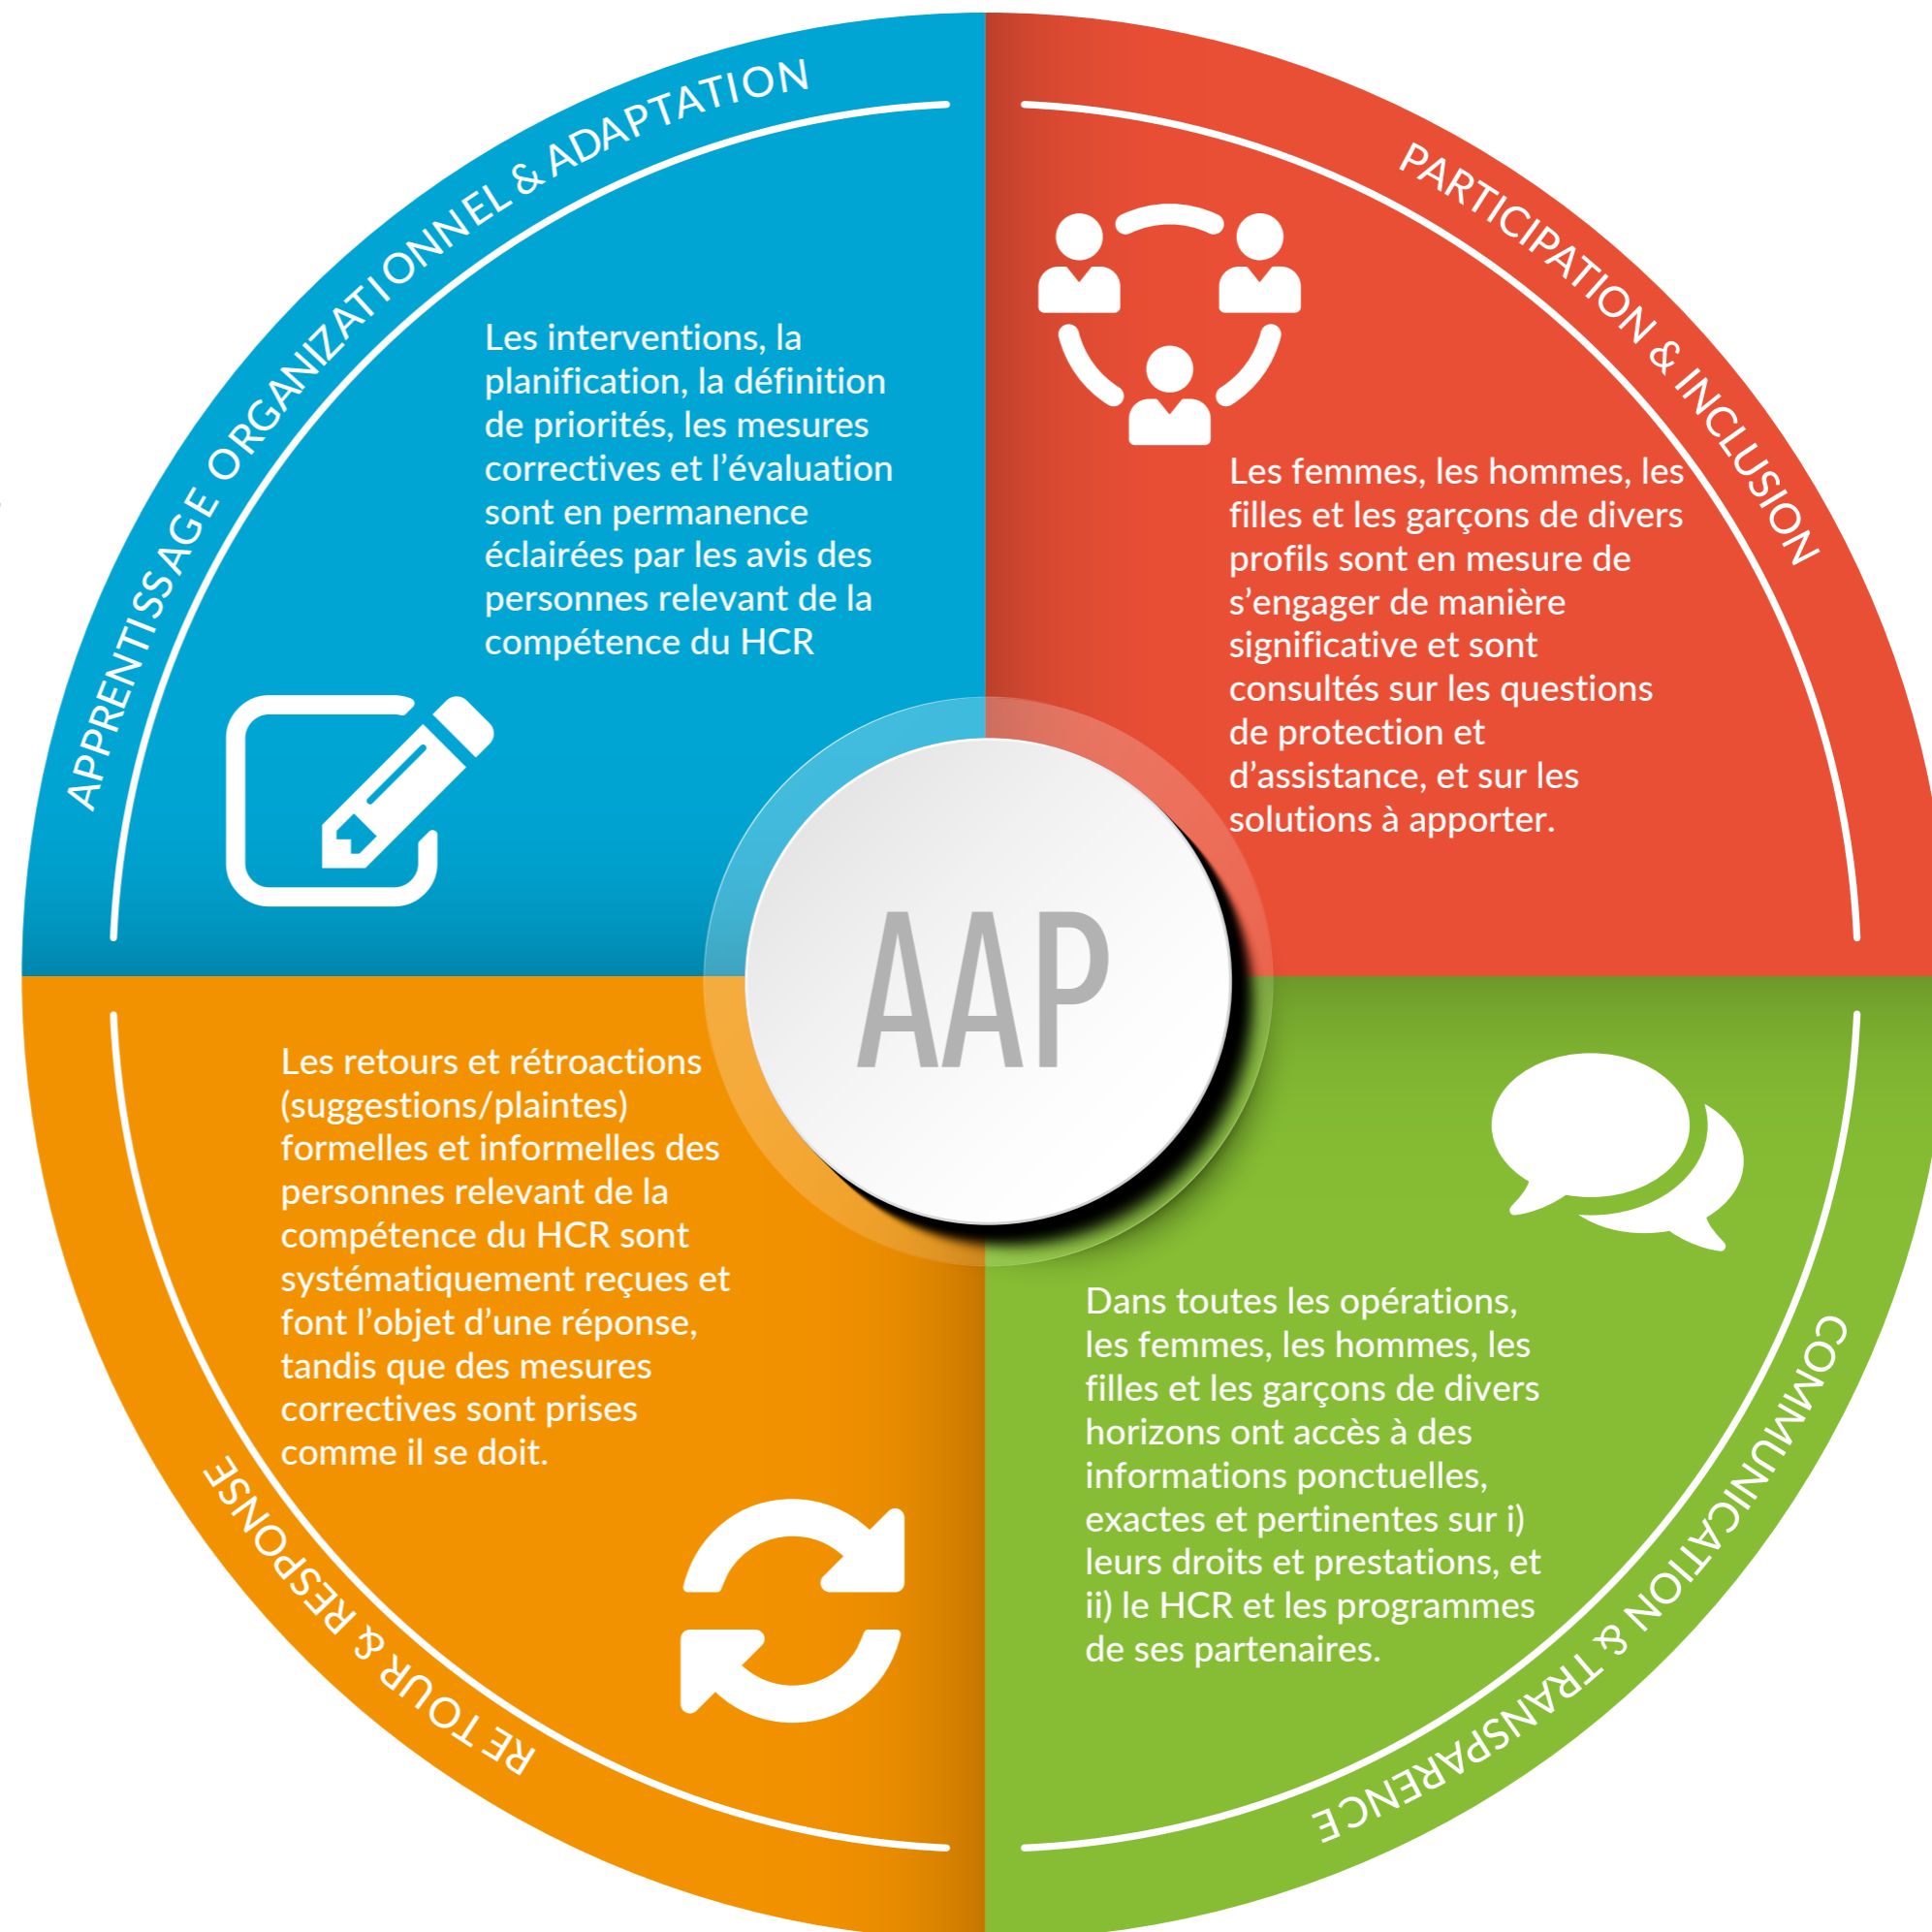 APPRENTISSAGE ORGANIZATIONNEL & ADAPTATION
Les interventions, la
planification, la définition
de priorités, les mesures
correctives et l’évaluation
sont en permanence
éclairées par les avis des
personnes relevant de la
compétence du HCR
PARTICIPATION & INCLUSION
Les femmes, les hommes, les
filles et les garçons de divers
profils sont en mesure de
s’engager de manière
significative et sont
consultés sur les questions
de protection et
d’assistance, et sur les
solutions à apporter.
AAP
Les retours et rétroactions
(suggestions/plaintes)
formelles et informelles des
personnes relevant de la
compétence du HCR sont
systématiquement reçues et
font l’objet d’une réponse,
tandis que des mesures
correctives sont prises
comme il se doit.
RETOUR & RESPONSE
Dans toutes les opérations,
les femmes, les hommes, les
filles et les garçons de divers
horizons ont accès à des
informations ponctuelles,
exactes et pertinentes sur i)
leurs droits et prestations, et
ii) le HCR et les programmes
de ses partenaires.
COMMUNICATION & TRANSPARENCE